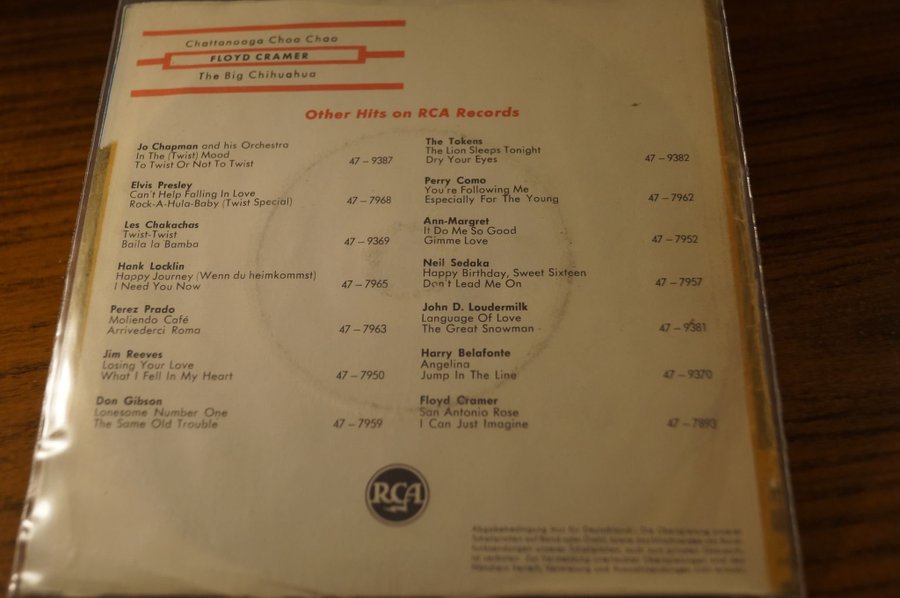 Chattanooga Choo Choo
FLOYD CRAMER
The Big Chihuahua
Other Hits on RCA Records
Jo Chapman and his Orchestra
In The (Twist) Mood
To Twist Or Not To Twist 47 – 9387
Elvis Presley
Can't Help Falling In Love
Rock-A-Hula-Baby (Twist Special) 47 – 7968
Les Chakachas
Twist-Twist
Baila la Bamba 47 – 9369
Hank Locklin
Happy Journey (Wenn du heimkommst)
I Need You Now 47 – 7965
Perez Prado
Moliendo Café
Arrivederci Roma 47 – 7963
Jim Reeves
Losing Your Love
What I Fell In My Heart 47 – 7950
Don Gibson
Lonesome Number One
The Same Old Trouble 47 – 7959
The Tokens
The Lion Sleeps Tonight
Dry Your Eyes 47 – 9382
Perry Como
You're Following Me
Especially For The Young 47 – 7962
Ann-Margret
It Do Me So Good
Gimme Love 47 – 7952
Neil Sedaka
Happy Birthday, Sweet Sixteen
Don't Lead Me On 47 – 7957
John D. Loudermilk
Language Of Love
The Great Snowman 47 – 9381
Harry Belafonte
Angelina
Jump In The Line 47 – 9370
Floyd Cramer
San Antonio Rose
I Can Just Imagine 47 – 7893
RCA